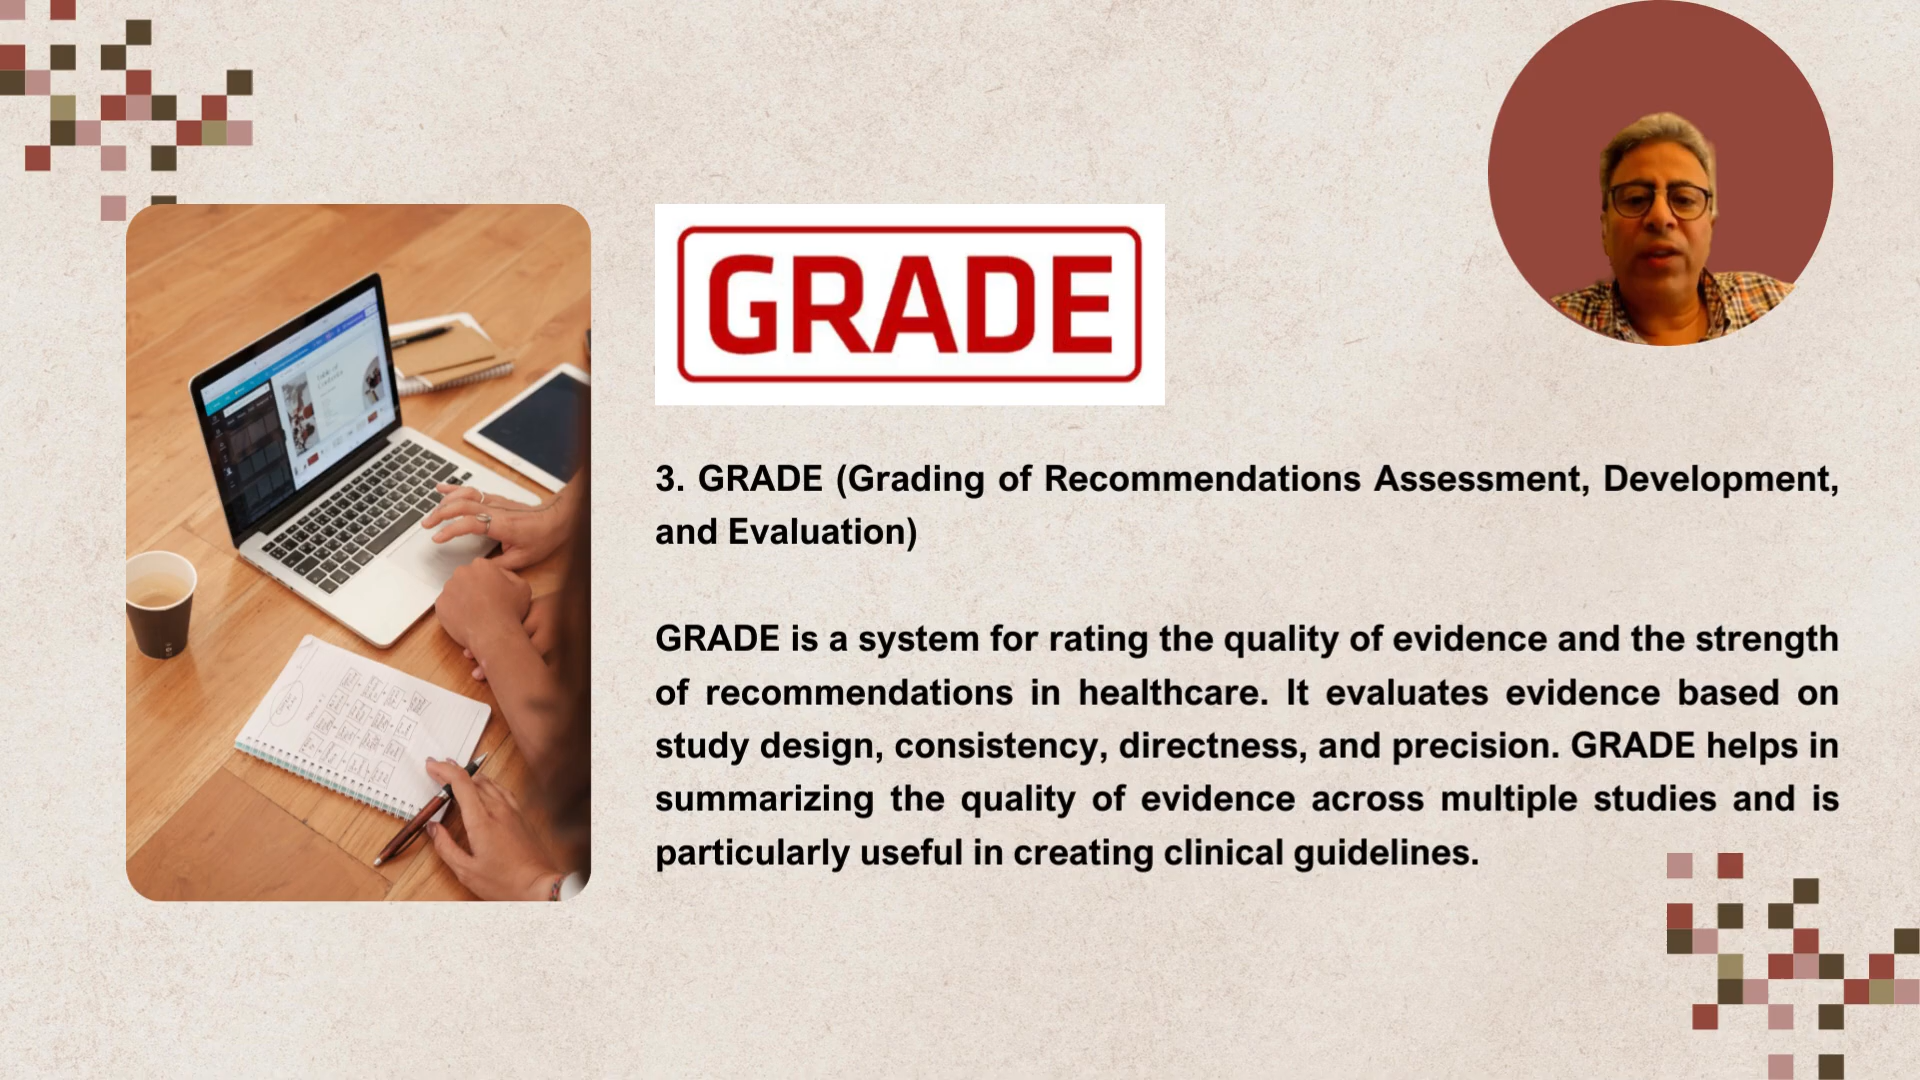 GRADE
3. GRADE (Grading of Recommendations Assessment, Development,
and Evaluation)
GRADE is a system for rating the quality of evidence and the strength
of recommendations in healthcare. It evaluates evidence based on
study design, consistency, directness, and precision. GRADE helps in
summarizing the quality of evidence across multiple studies and is
particularly useful in creating clinical guidelines.